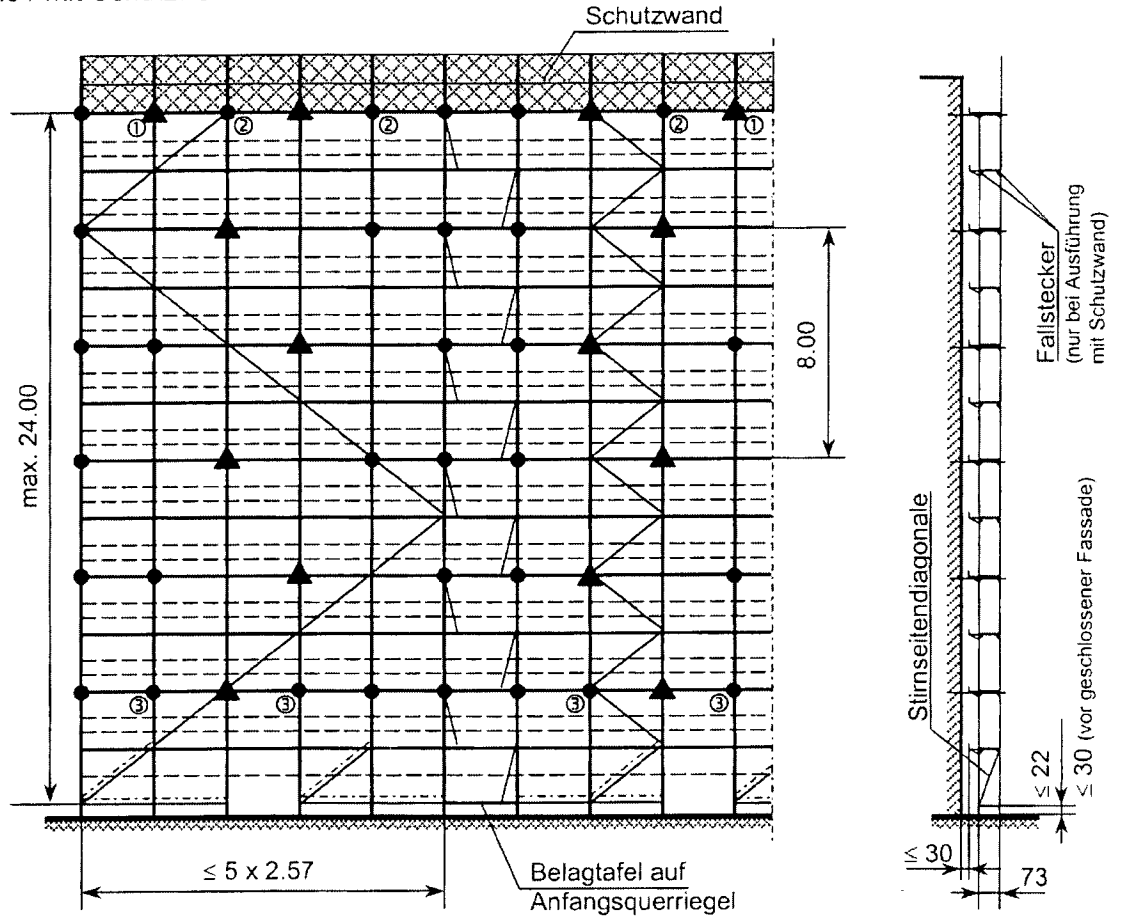 Schutzwand
① ② ② ② ①
max. 24.00
8.00
③ ③ ③ ③
≤ 5 x 2.57
Belagtafel auf
Anfangsquerriegel
Fallstecker
(nur bei Ausführung
mit Schutzwand)
Stirnseitendiagonale
≤ 22
≤ 30 (vor geschlossener Fassade)
≤ 30
73